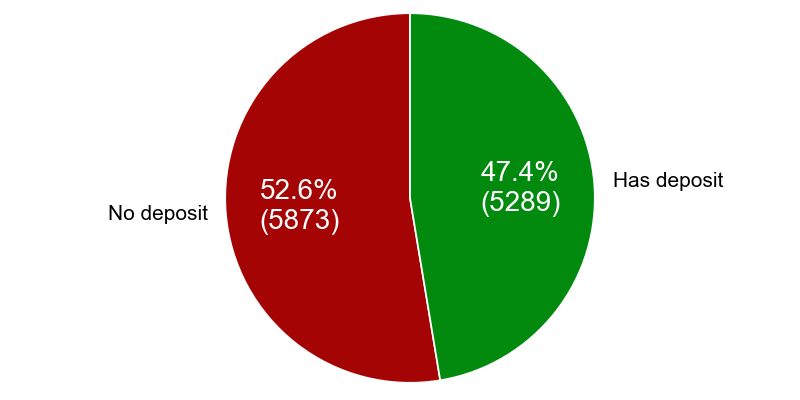 No deposit
52.6%
(5873)
47.4%
(5289)
Has deposit